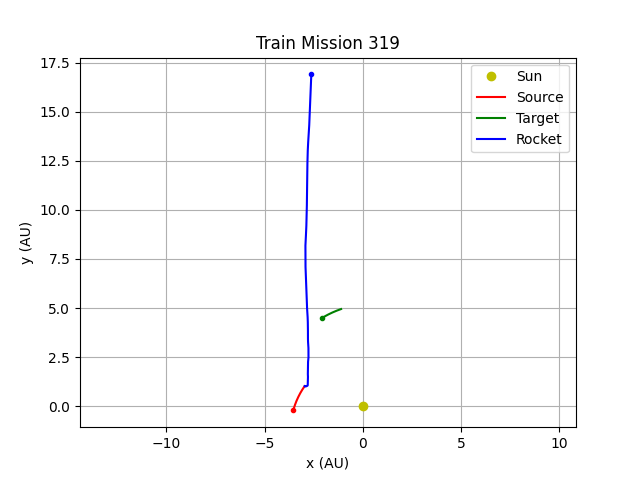 Train Mission 319
17.5
15.0
12.5
10.0
7.5
5.0
2.5
0.0
y (AU)
−10
−5
0
5
10
x (AU)
Sun
Source
Target
Rocket